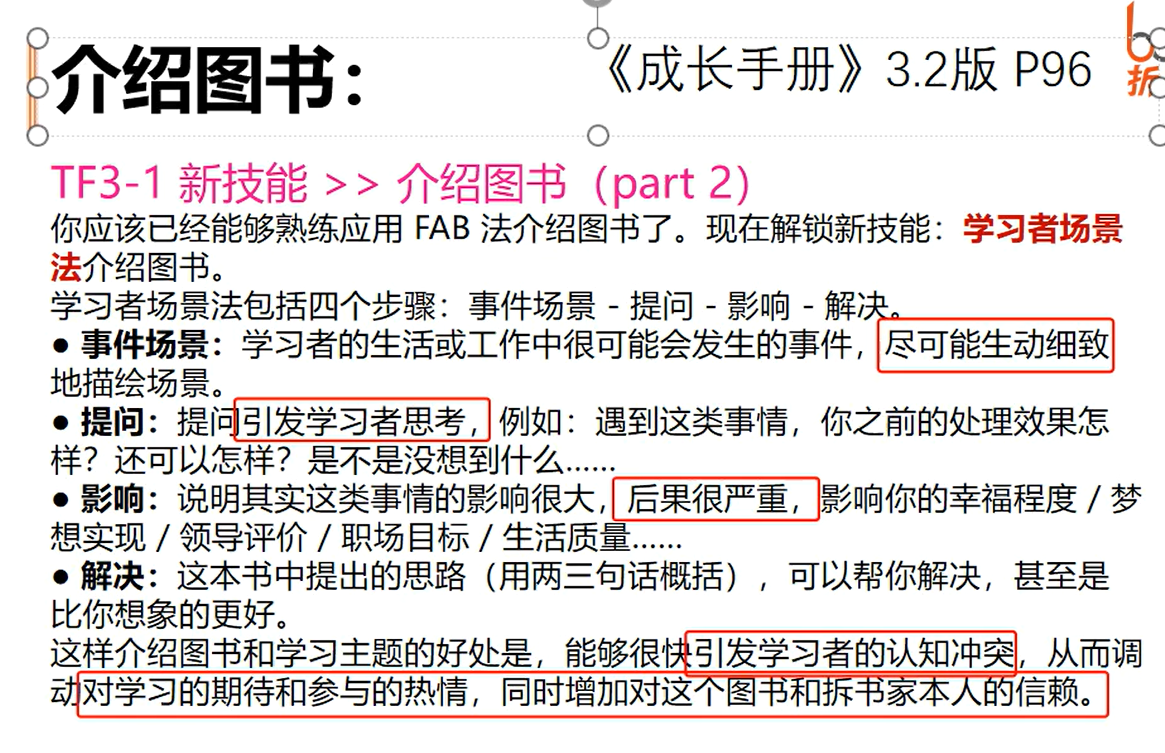 介绍图书：
《成长手册》3.2版 P96
折
TF3-1 新技能 >> 介绍图书（part 2）
你应该已经能够熟练应用 FAB 法介绍图书了。现在解锁新技能：学习者场景
法介绍图书。
学习者场景法包括四个步骤：事件场景 - 提问 - 影响 - 解决。
● 事件场景：学习者的生活或工作中很可能会发生的事件，尽可能生动细致
地描绘场景。
● 提问：提问引发学习者思考，例如：遇到这类事情，你之前的处理效果怎
样？还可以怎样？是不是没想到什么……
● 影响：说明其实这类事情的影响很大，后果很严重，影响你的幸福程度 / 梦
想实现 / 领导评价 / 职场目标 / 生活质量……
● 解决：这本书中提出的思路（用两三句话概括），可以帮你解决，甚至是
比你想象的更好。
这样介绍图书和学习主题的好处是，能够很快引发学习者的认知冲突，从而调
动对学习的期待和参与的热情，同时增加对这个图书和拆书家本人的信赖。